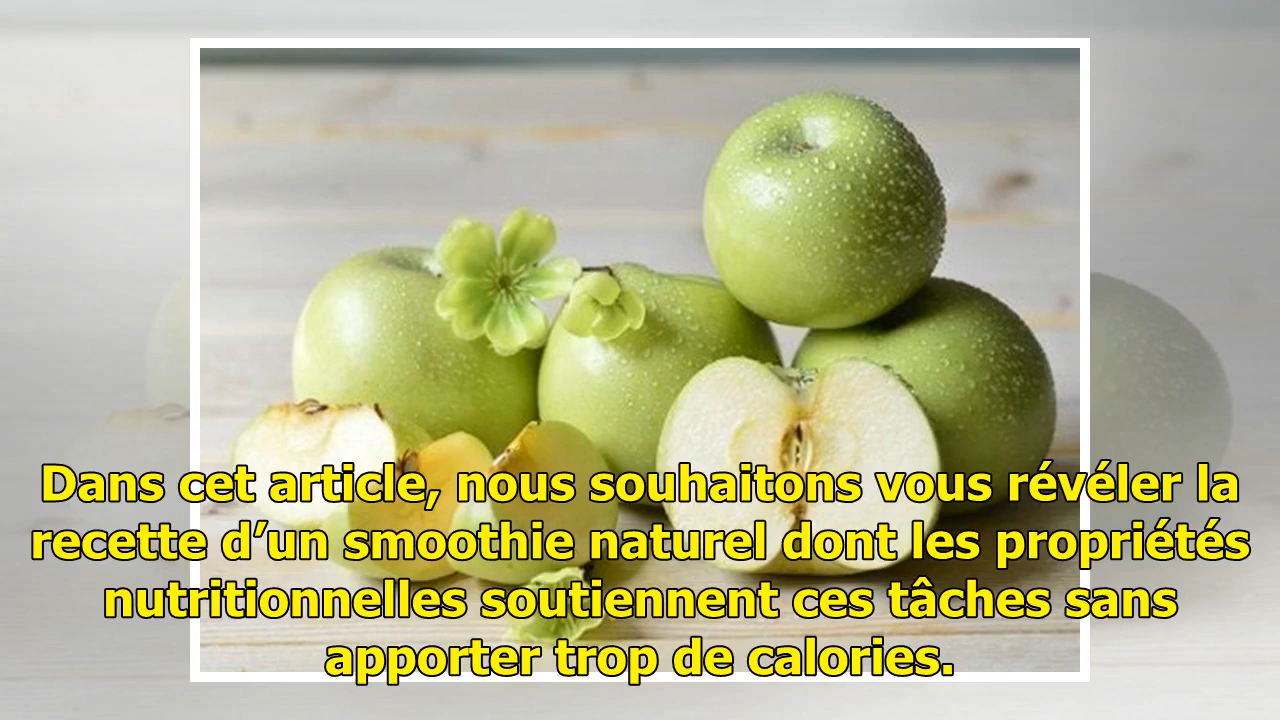 Dans cet article, nous souhaitons vous révéler la
recette d’un smoothie naturel dont les propriétés
nutritionnelles soutiennent ces tâches sans
apporter trop de calories.